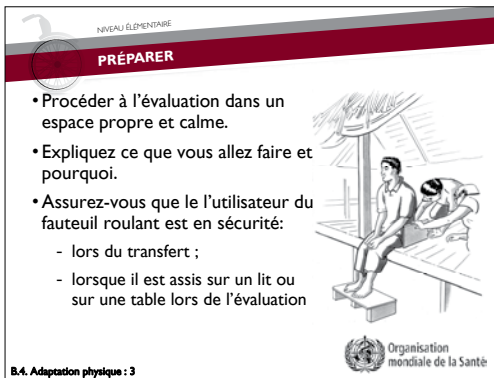 NIVEAU ÉLÉMENTAIRE
PRÉPARER
• Procéder à l’évaluation dans un
espace propre et calme.
• Expliquez ce que vous allez faire et
pourquoi.
• Assurez-vous que le l’utilisateur du
fauteuil roulant est en sécurité:
- lors du transfert ;
- lorsque il est assis sur un lit ou
sur une table lors de l’évaluation
Organisation
mondiale de la Santé
B.4. Adaptation physique : 3